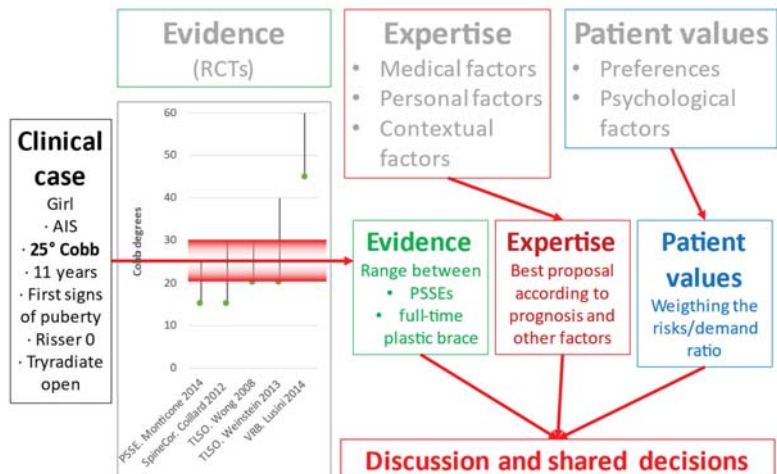 Evidence
(RCTs)
Expertise
• Medical factors
• Personal factors
• Contextual
factors
Patient values
• Preferences
• Psychological
factors
Clinical
case
Girl
· AIS
· 25° Cobb
· 11 years
· First signs
of puberty
· Risser 0
· Tryradiate
open
Cobb degrees
60
50
40
30
20
10
0
PSSE. Monticone 2014
SpineCor. Coillard 2012
TLSO. Wong 2008
TLSO. Weinstein 2013
VRB. Lusini 2014
Evidence
Range between
• PSSEs
• full-time
plastic brace
Expertise
Best proposal
according to
prognosis and
other factors
Patient
values
Weigthing the
risks/demand
ratio
Discussion and shared decisions